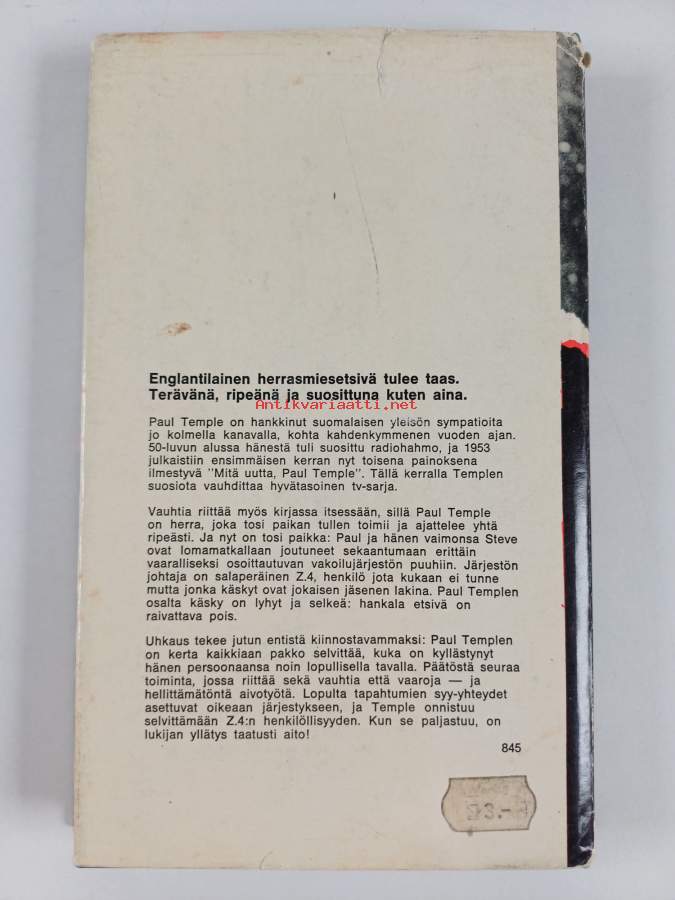 Englantilainen herrasmiesetsivä tulee taas.
Terävänä, ripeänä ja suosittuna kuten aina.
Antikvariaatti.net
Paul Temple on hankkinut suomalaisen yleisön sympatioita
jo kolmella kanavalla, kohta kahdenkymmenen vuoden ajan.
50-luvun alussa hänestä tuli suosittu radiohahmo, ja 1953
julkaistiin ensimmäisen kerran nyt toisena painoksena
ilmestyvä "Mitä uutta, Paul Temple". Tällä kerralla Templen
suosiota vauhdittaa hyvätasoinen tv-sarja.
Vauhtia riittää myös kirjassa itsessään, sillä Paul Temple
on herra, joka tosi paikan tullen toimii ja ajattelee yhtä
ripeästi. Ja nyt on tosi paikka: Paul ja hänen vaimonsa Steve
ovat lomamatkallaan joutuneet sekaantumaan erittäin
vaaralliseksi osoittautuvan vakoilujärjestön puuhiin. Järjestön
johtaja on salaperäinen Z.4, henkilö jota kukaan ei tunne
mutta jonka käskyt ovat jokaisen jäsenen lakina. Paul Templen
osalta käsky on lyhyt ja selkeä: hankala etsivä on
raivattava pois.
Uhkaus tekee jutun entistä kiinnostavammaksi: Paul Templen
on kerta kaikkiaan pakko selvittää, kuka on kyllästynyt
hänen persoonaansa noin lopullisella tavalla. Päätöstä seuraa
toiminta, jossa riittää sekä vauhtia että vaaroja — ja
hellittämätöntä aivotyötä. Lopulta tapahtumien syy-yhteydet
asettuvat oikeaan järjestykseen, ja Temple onnistuu
selvittämään Z.4:n henkilöllisyyden. Kun se paljastuu, on
lukijan yllätys taatusti aito!
845